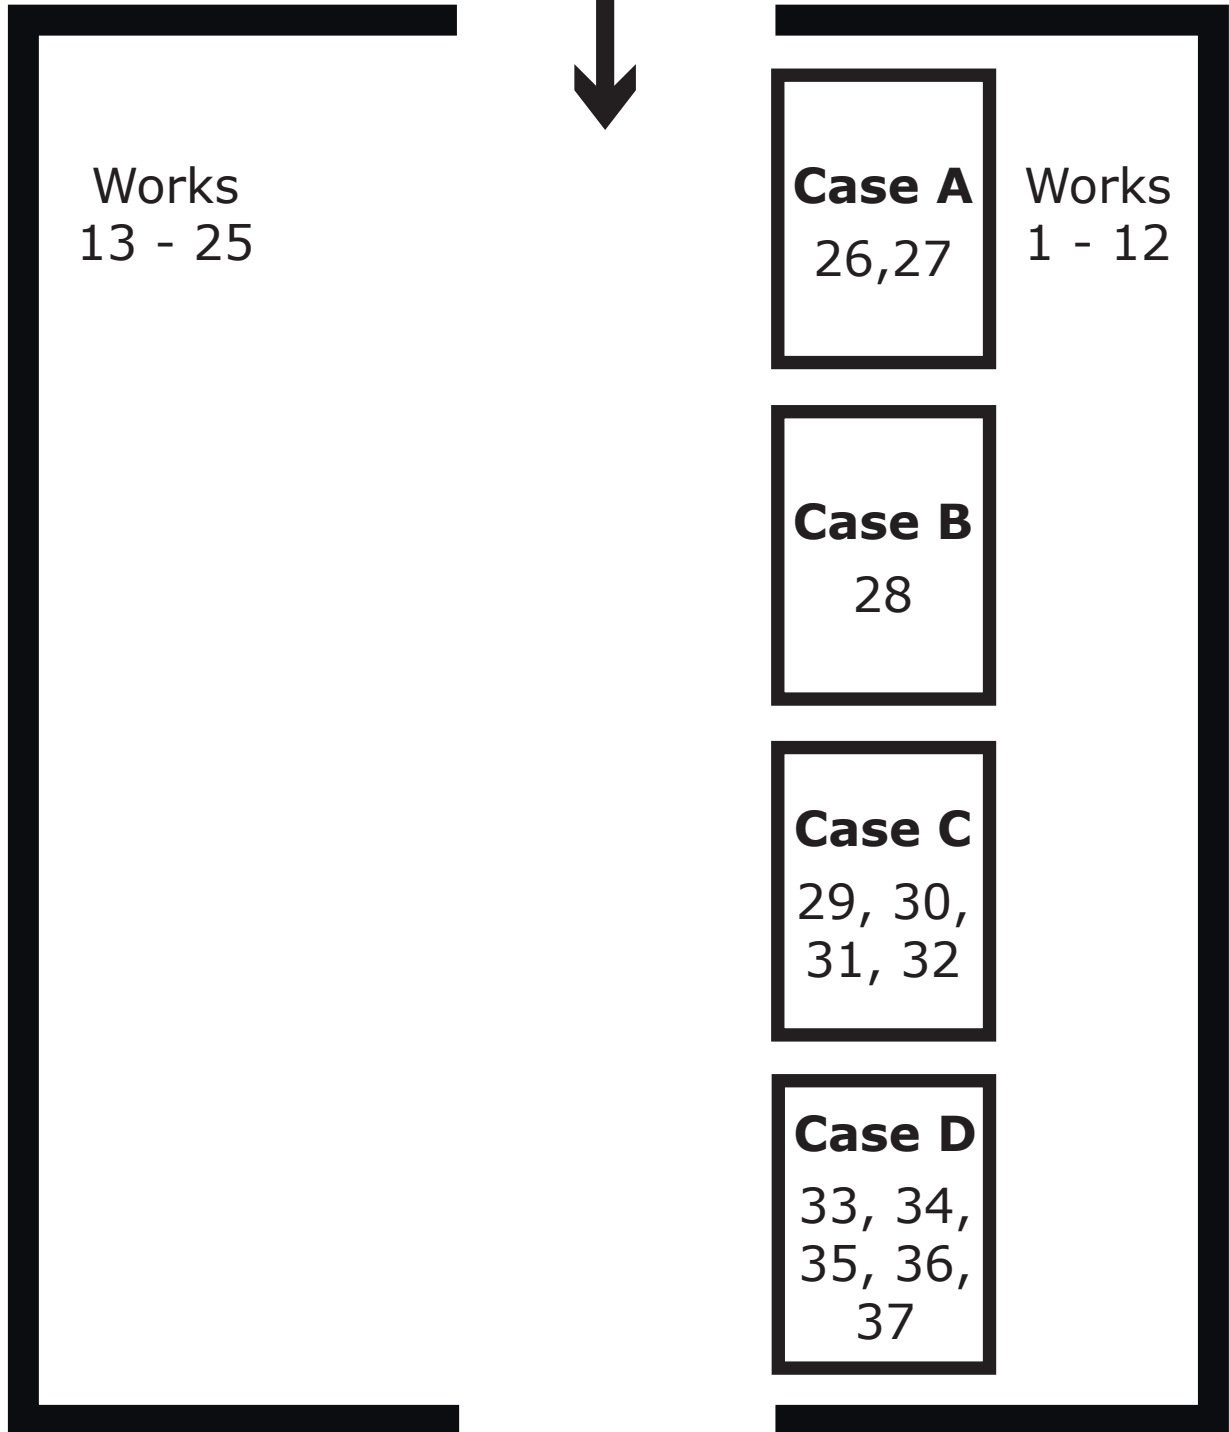 Works
13 - 25
Case A
26,27
Works
1 - 12
Case B
28
Case C
29, 30,
31, 32
Case D
33, 34,
35, 36,
37